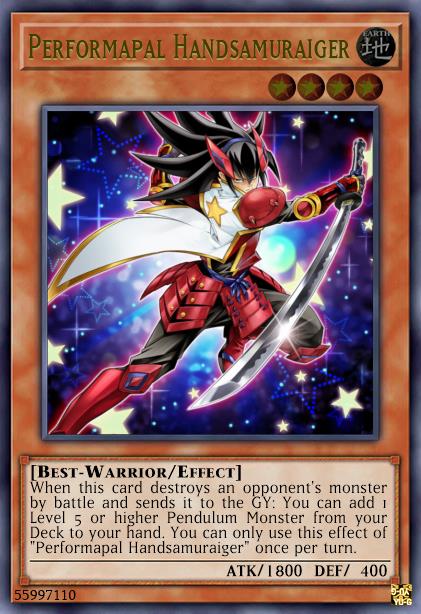 PERFORMAPAL HANDSAMURAIGER
EARTH
地
[BEST-WARRIOR/EFFECT]
When this card destroys an opponent's monster
by battle and sends it to the GY: You can add 1
Level 5 or higher Pendulum Monster from your
Deck to your hand. You can only use this effect of
"Performapal Handsamuraiger" once per turn.
ATK/1800 DEF/ 400
55997110